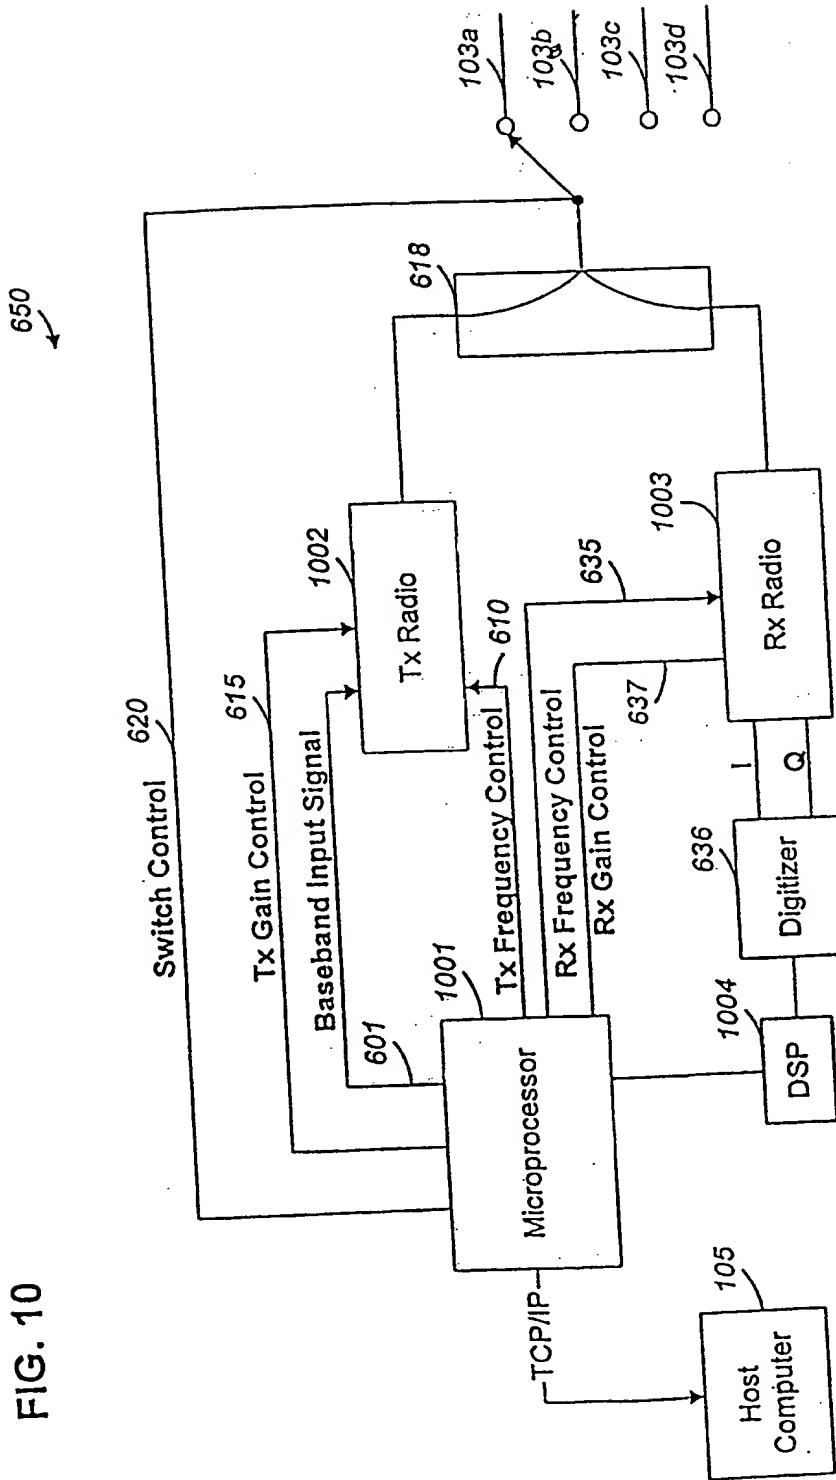 FIG. 10
650
620
Switch Control
615
Tx Gain Control
Baseband Input Signal
601
1001
Microprocessor
Tx Frequency Control
610
Rx Frequency Control
Rx Gain Control
635
637
1002
Tx Radio
1003
Rx Radio
618
103a
103b
103c
103d
I
Q
636
Digitizer
1004
DSP
TCP/IP
105
Host
Computer